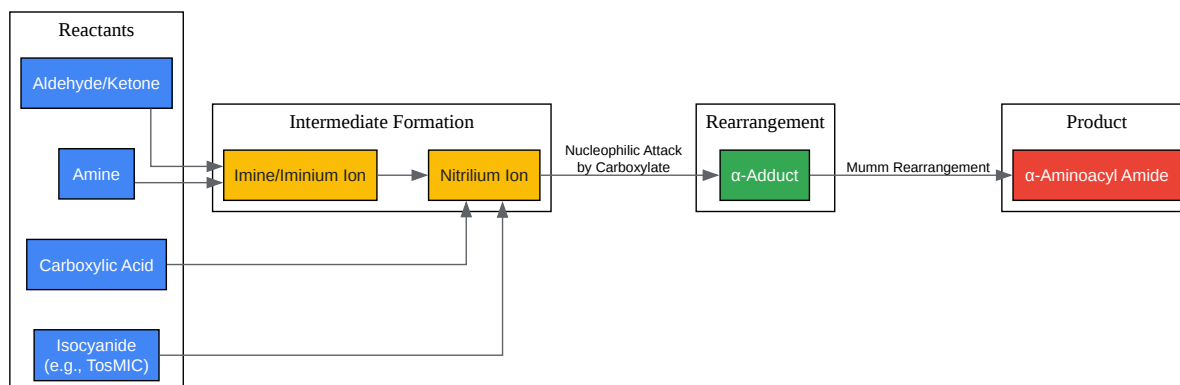 Reactants
Aldehyde/Ketone
Amine
Carboxylic Acid
Isocyanide
(e.g., TosMIC)
Intermediate Formation
Imine/Iminium Ion
Nitrilium Ion
Nucleophilic Attack
by Carboxylate
Rearrangement
α-Adduct
Mumm Rearrangement
Product
α-Aminoacyl Amide